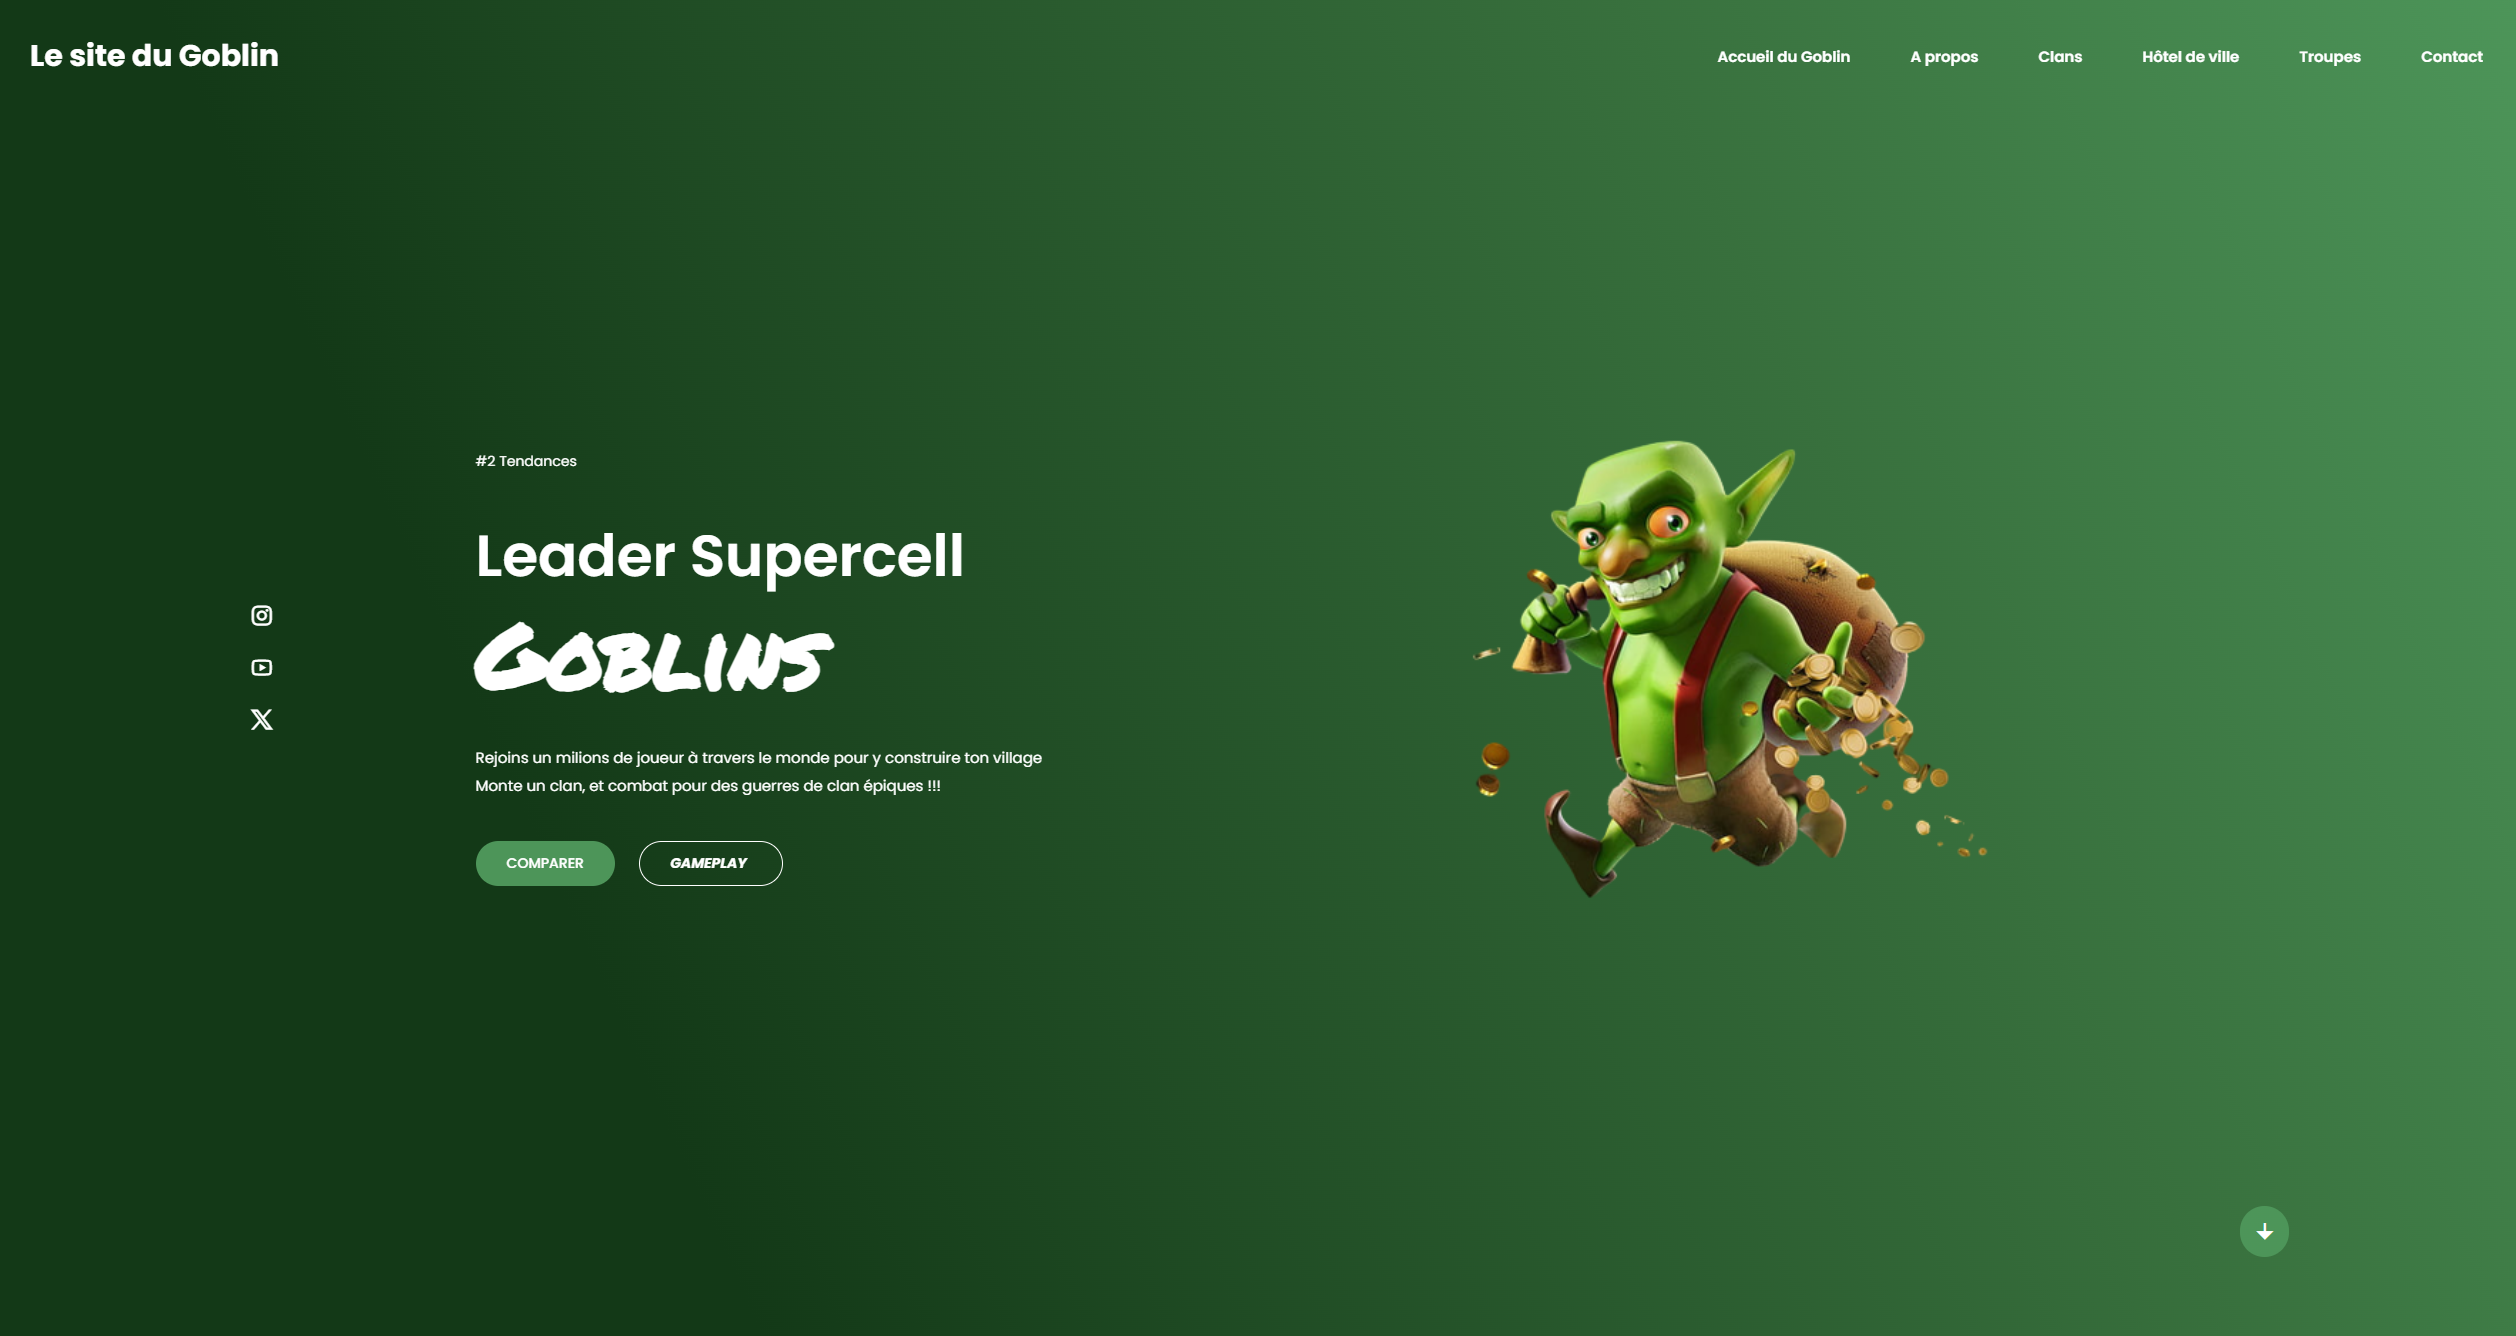 Le site du Goblin
Accueil du Goblin
A propos
Clans
Hôtel de ville
Troupes
Contact
#2 Tendances
Leader Supercell
Goblins
Rejoins un milions de joueur à travers le monde pour y construire ton village
Monte un clan, et combat pour des guerres de clan épiques !!!
COMPARER
GAMEPLAY